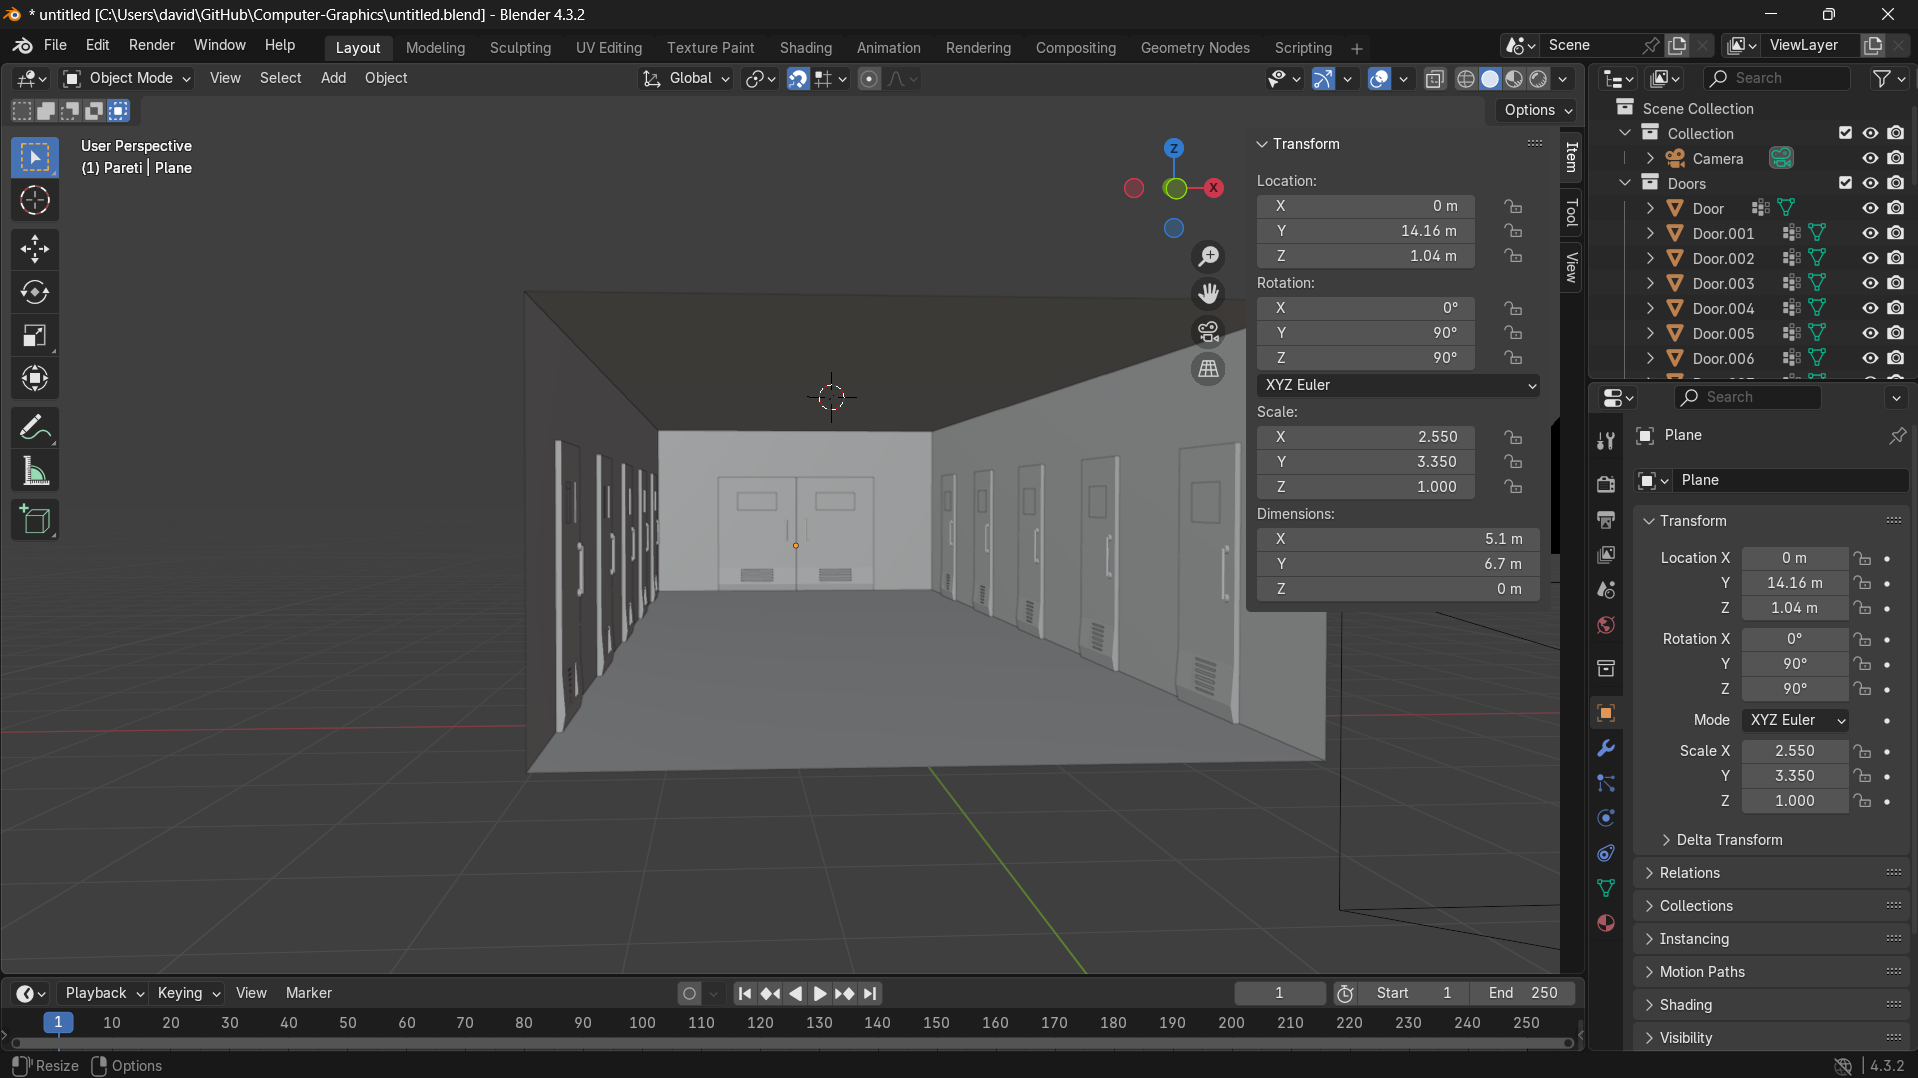 * untitled [C:\Users\david\GitHub\Computer-Graphics\untitled.blend] - Blender 4.3.2
File Edit Render Window Help Layout Modeling Sculpting UV Editing Texture Paint Shading Animation Rendering Compositing Geometry Nodes Scripting + Scene ViewLayer
Object Mode View Select Add Object Global Search
Options
User Perspective
(1) Pareti | Plane
Z
X
Transform
Location:
X 0 m
Y 14.16 m
Z 1.04 m
Rotation:
X 0°
Y 90°
Z 90°
XYZ Euler
Scale:
X 2.550
Y 3.350
Z 1.000
Dimensions:
X 5.1 m
Y 6.7 m
Z 0 m
Item
Tool
View
Scene Collection
Collection
Camera
Doors
Door
Door.001
Door.002
Door.003
Door.004
Door.005
Door.006
Search
Plane
Plane
Transform
Location X 0 m
Y 14.16 m
Z 1.04 m
Rotation X 0°
Y 90°
Z 90°
Mode XYZ Euler
Scale X 2.550
Y 3.350
Z 1.000
Delta Transform
Relations
Collections
Instancing
Motion Paths
Shading
Visibility
Playback Keying View Marker 1 Start 1 End 250
1 10 20 30 40 50 60 70 80 90 100 110 120 130 140 150 160 170 180 190 200 210 220 230 240 250
Resize Options 4.3.2